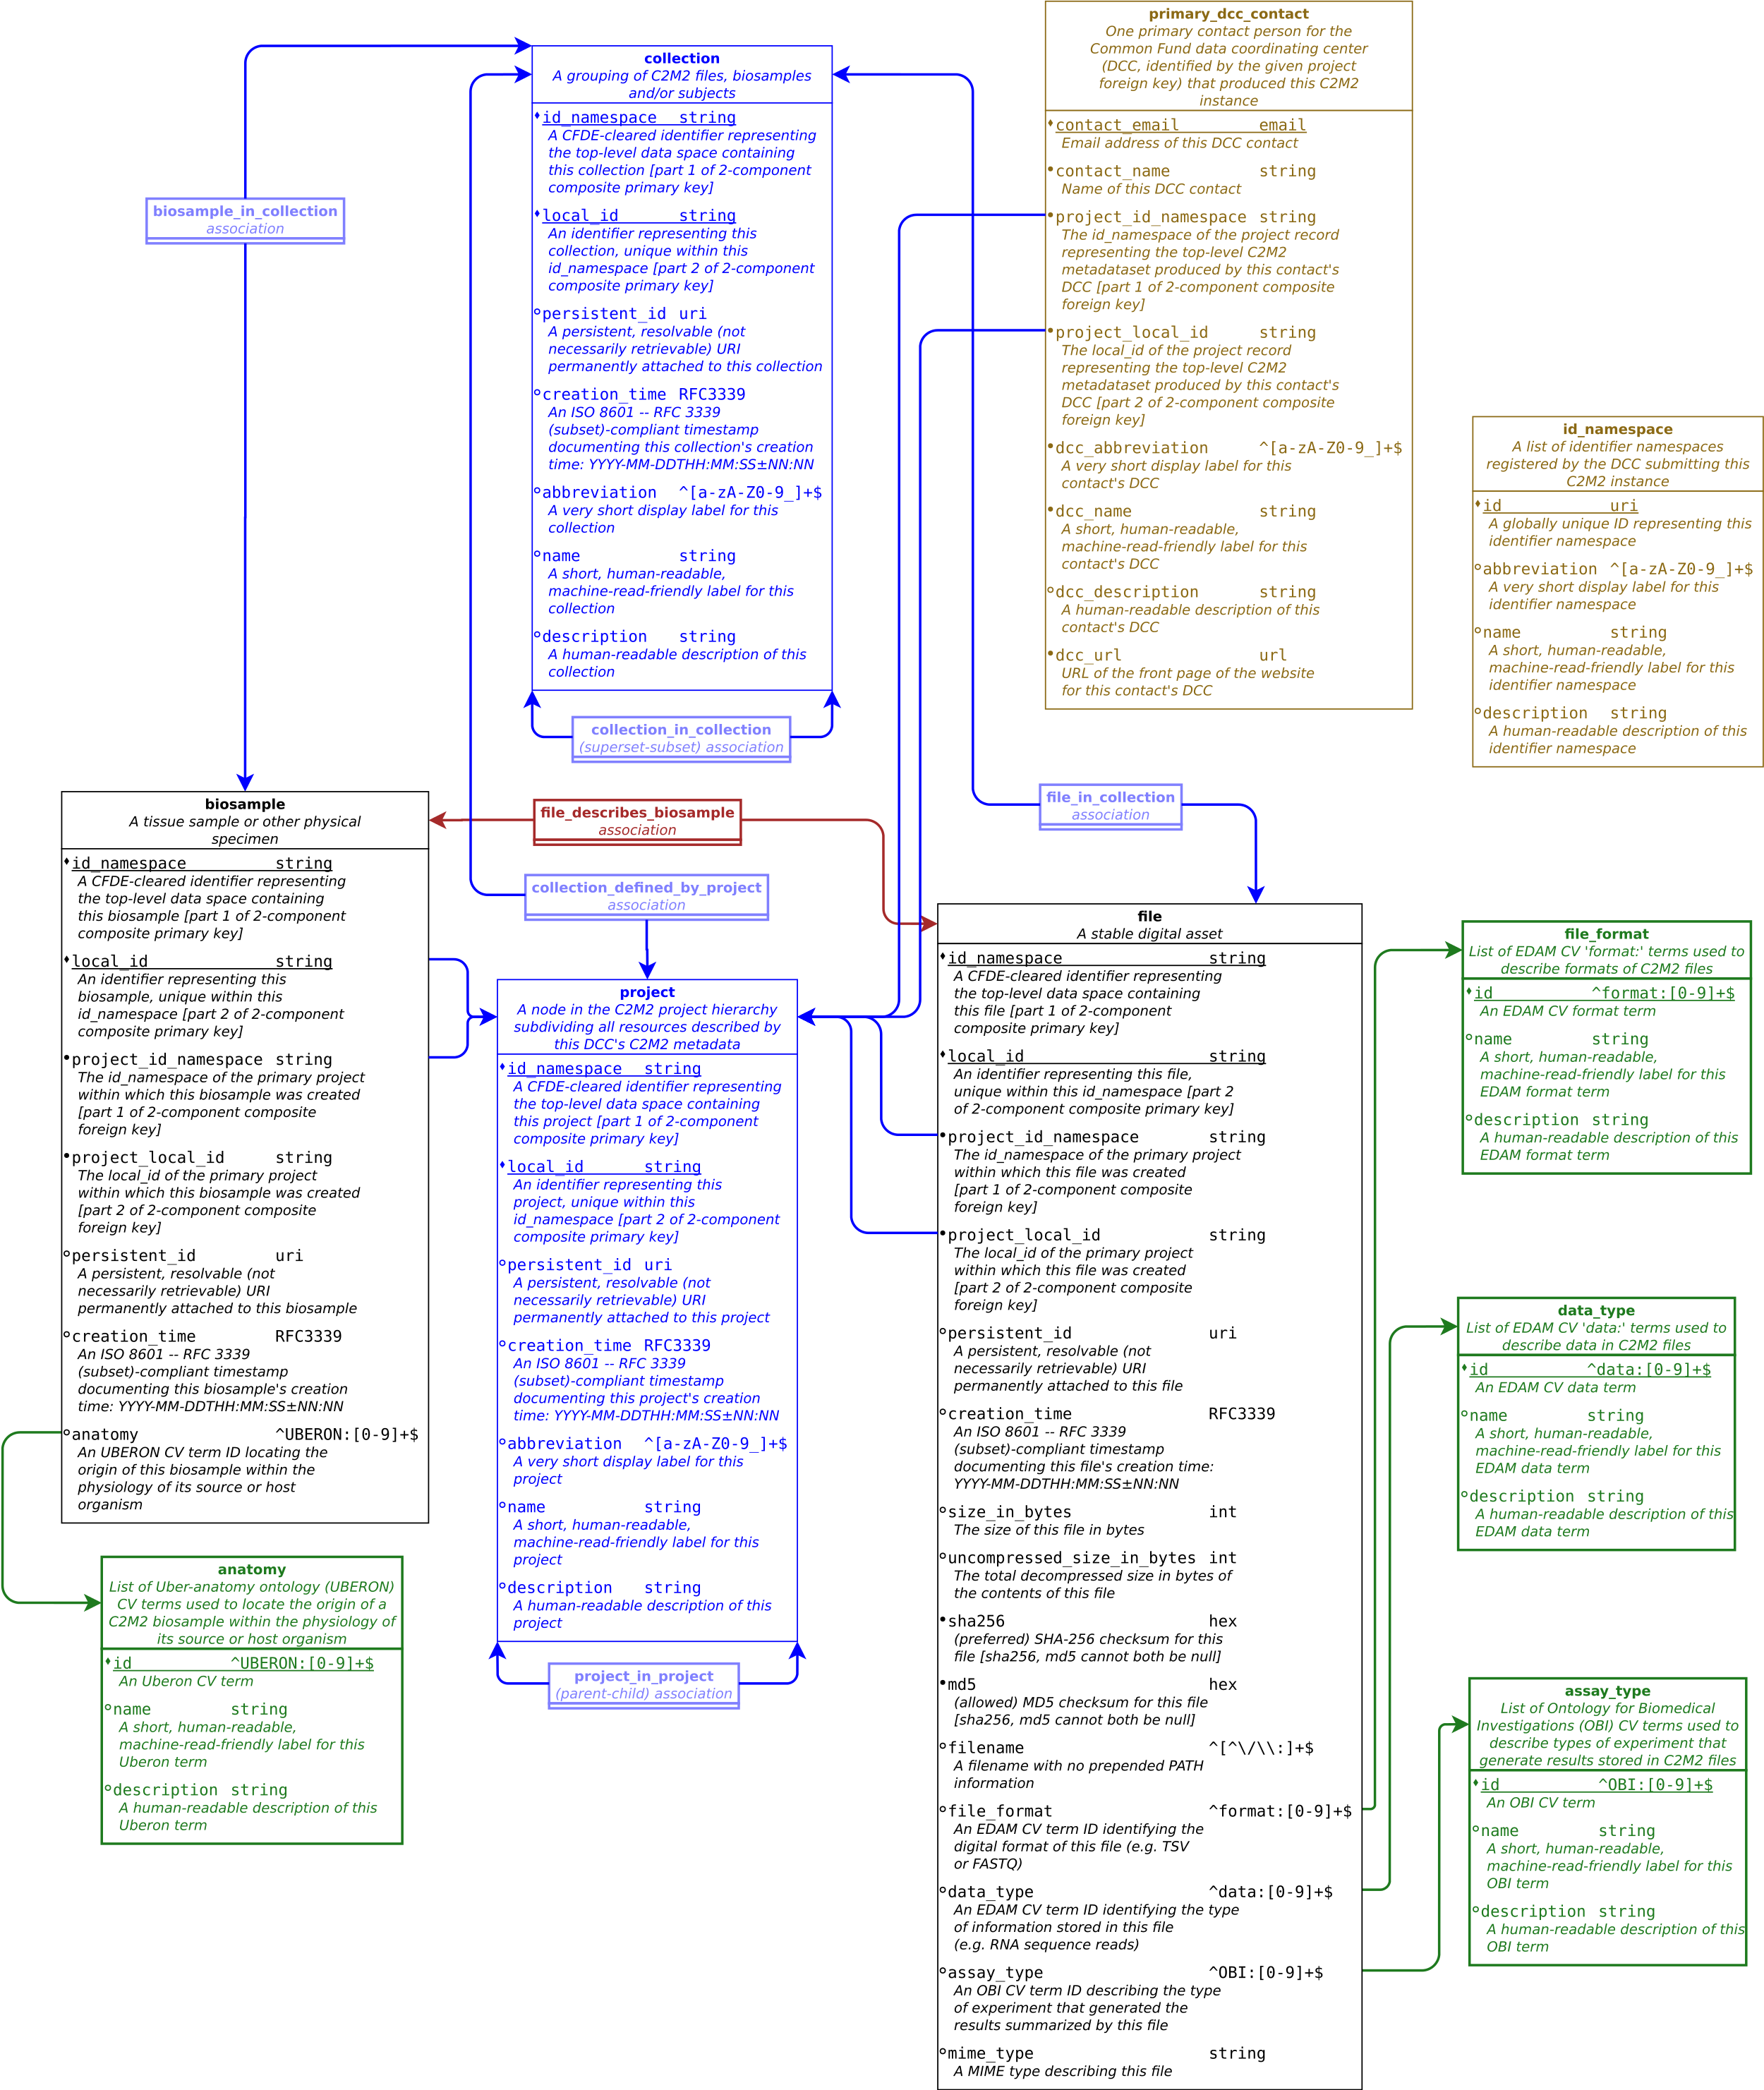 primary_dcc_contact
One primary contact person for the
Common Fund data coordinating center
(DCC, identified by the given project
foreign key) that produced this C2M2
instance
contact_email email
Email address of this DCC contact
contact_name string
Name of this DCC contact
project_id_namespace string
The id_namespace of the project record
representing the top-level C2M2
metadataset produced by this contact's
DCC [part 1 of 2-component composite
foreign key]
project_local_id string
The local_id of the project record
representing the top-level C2M2
metadataset produced by this contact's
DCC [part 2 of 2-component composite
foreign key]
dcc_abbreviation ^[a-zA-Z0-9_]+$
A very short display label for this
contact's DCC
dcc_name string
A short, human-readable,
machine-read-friendly label for this
contact's DCC
dcc_description string
A human-readable description of this
contact's DCC
dcc_url url
URL of the front page of the website
for this contact's DCC
collection
A grouping of C2M2 files, biosamples
and/or subjects
id_namespace string
A CFDE-cleared identifier representing
the top-level data space containing
this collection [part 1 of 2-component
composite primary key]
local_id string
An identifier representing this
collection, unique within this
id_namespace [part 2 of 2-component
composite primary key]
persistent_id uri
A persistent, resolvable (not
necessarily retrievable) URI
permanently attached to this collection
creation_time RFC3339
An ISO 8601 -- RFC 3339
(subset)-compliant timestamp
documenting this collection's creation
time: YYYY-MM-DDTHH:MM:SS±NN:NN
abbreviation ^[a-zA-Z0-9_]+$
A very short display label for this
collection
name string
A short, human-readable,
machine-read-friendly label for this
collection
description string
A human-readable description of this
collection
biosample_in_collection
association
id_namespace
A list of identifier namespaces
registered by the DCC submitting this
C2M2 instance
id uri
A globally unique ID representing this
identifier namespace
abbreviation ^[a-zA-Z0-9_]+$
A very short display label for this
identifier namespace
name string
A short, human-readable,
machine-read-friendly label for this
identifier namespace
description string
A human-readable description of this
identifier namespace
collection_in_collection
(superset-subset) association
file_describes_biosample
association
file_in_collection
association
collection_defined_by_project
association
biosample
A tissue sample or other physical
specimen
id_namespace string
A CFDE-cleared identifier representing
the top-level data space containing
this biosample [part 1 of 2-component
composite primary key]
local_id string
An identifier representing this
biosample, unique within this
id_namespace [part 2 of 2-component
composite primary key]
project_id_namespace string
The id_namespace of the primary project
within which this biosample was created
[part 1 of 2-component composite
foreign key]
project_local_id string
The local_id of the primary project
within which this biosample was created
[part 2 of 2-component composite
foreign key]
persistent_id uri
A persistent, resolvable (not
necessarily retrievable) URI
permanently attached to this biosample
creation_time RFC3339
An ISO 8601 -- RFC 3339
(subset)-compliant timestamp
documenting this biosample's creation
time: YYYY-MM-DDTHH:MM:SS±NN:NN
anatomy ^UBERON:[0-9]+$
An UBERON CV term ID locating the
origin of this biosample within the
physiology of its source or host
organism
project
A node in the C2M2 project hierarchy
subdividing all resources described by
this DCC's C2M2 metadata
id_namespace string
A CFDE-cleared identifier representing
the top-level data space containing
this project [part 1 of 2-component
composite primary key]
local_id string
An identifier representing this
project, unique within this
id_namespace [part 2 of 2-component
composite primary key]
persistent_id uri
A persistent, resolvable (not
necessarily retrievable) URI
permanently attached to this project
creation_time RFC3339
An ISO 8601 -- RFC 3339
(subset)-compliant timestamp
documenting this project's creation
time: YYYY-MM-DDTHH:MM:SS±NN:NN
abbreviation ^[a-zA-Z0-9_]+$
A very short display label for this
project
name string
A short, human-readable,
machine-read-friendly label for this
project
description string
A human-readable description of this
project
project_in_project
(parent-child) association
file
A stable digital asset
id_namespace string
A CFDE-cleared identifier representing
the top-level data space containing
this file [part 1 of 2-component
composite primary key]
local_id string
An identifier representing this file,
unique within this id_namespace [part 2
of 2-component composite primary key]
project_id_namespace string
The id_namespace of the primary project
within which this file was created
[part 1 of 2-component composite
foreign key]
project_local_id string
The local_id of the primary project
within which this file was created
[part 2 of 2-component composite
foreign key]
persistent_id uri
A persistent, resolvable (not
necessarily retrievable) URI
permanently attached to this file
creation_time RFC3339
An ISO 8601 -- RFC 3339
(subset)-compliant timestamp
documenting this file's creation time:
YYYY-MM-DDTHH:MM:SS±NN:NN
size_in_bytes int
The size of this file in bytes
uncompressed_size_in_bytes int
The total decompressed size in bytes of
the contents of this file
sha256 hex
(preferred) SHA-256 checksum for this
file [sha256, md5 cannot both be null]
md5 hex
(allowed) MD5 checksum for this file
[sha256, md5 cannot both be null]
filename ^[^\/\\:]+$
A filename with no prepended PATH
information
file_format ^format:[0-9]+$
An EDAM CV term ID identifying the
digital format of this file (e.g. TSV
or FASTQ)
data_type ^data:[0-9]+$
An EDAM CV term ID identifying the type
of information stored in this file
(e.g. RNA sequence reads)
assay_type ^OBI:[0-9]+$
An OBI CV term ID describing the type
of experiment that generated the
results summarized by this file
mime_type string
A MIME type describing this file
file_format
List of EDAM CV 'format:' terms used to
describe formats of C2M2 files
id ^format:[0-9]+$
An EDAM CV format term
name string
A short, human-readable,
machine-read-friendly label for this
EDAM format term
description string
A human-readable description of this
EDAM format term
data_type
List of EDAM CV 'data:' terms used to
describe data in C2M2 files
id ^data:[0-9]+$
An EDAM CV data term
name string
A short, human-readable,
machine-read-friendly label for this
EDAM data term
description string
A human-readable description of this
EDAM data term
anatomy
List of Uber-anatomy ontology (UBERON)
CV terms used to locate the origin of a
C2M2 biosample within the physiology of
its source or host organism
id ^UBERON:[0-9]+$
An Uberon CV term
name string
A short, human-readable,
machine-read-friendly label for this
Uberon term
description string
A human-readable description of this
Uberon term
assay_type
List of Ontology for Biomedical
Investigations (OBI) CV terms used to
describe types of experiment that
generate results stored in C2M2 files
id ^OBI:[0-9]+$
An OBI CV term
name string
A short, human-readable,
machine-read-friendly label for this
OBI term
description string
A human-readable description of this
OBI term